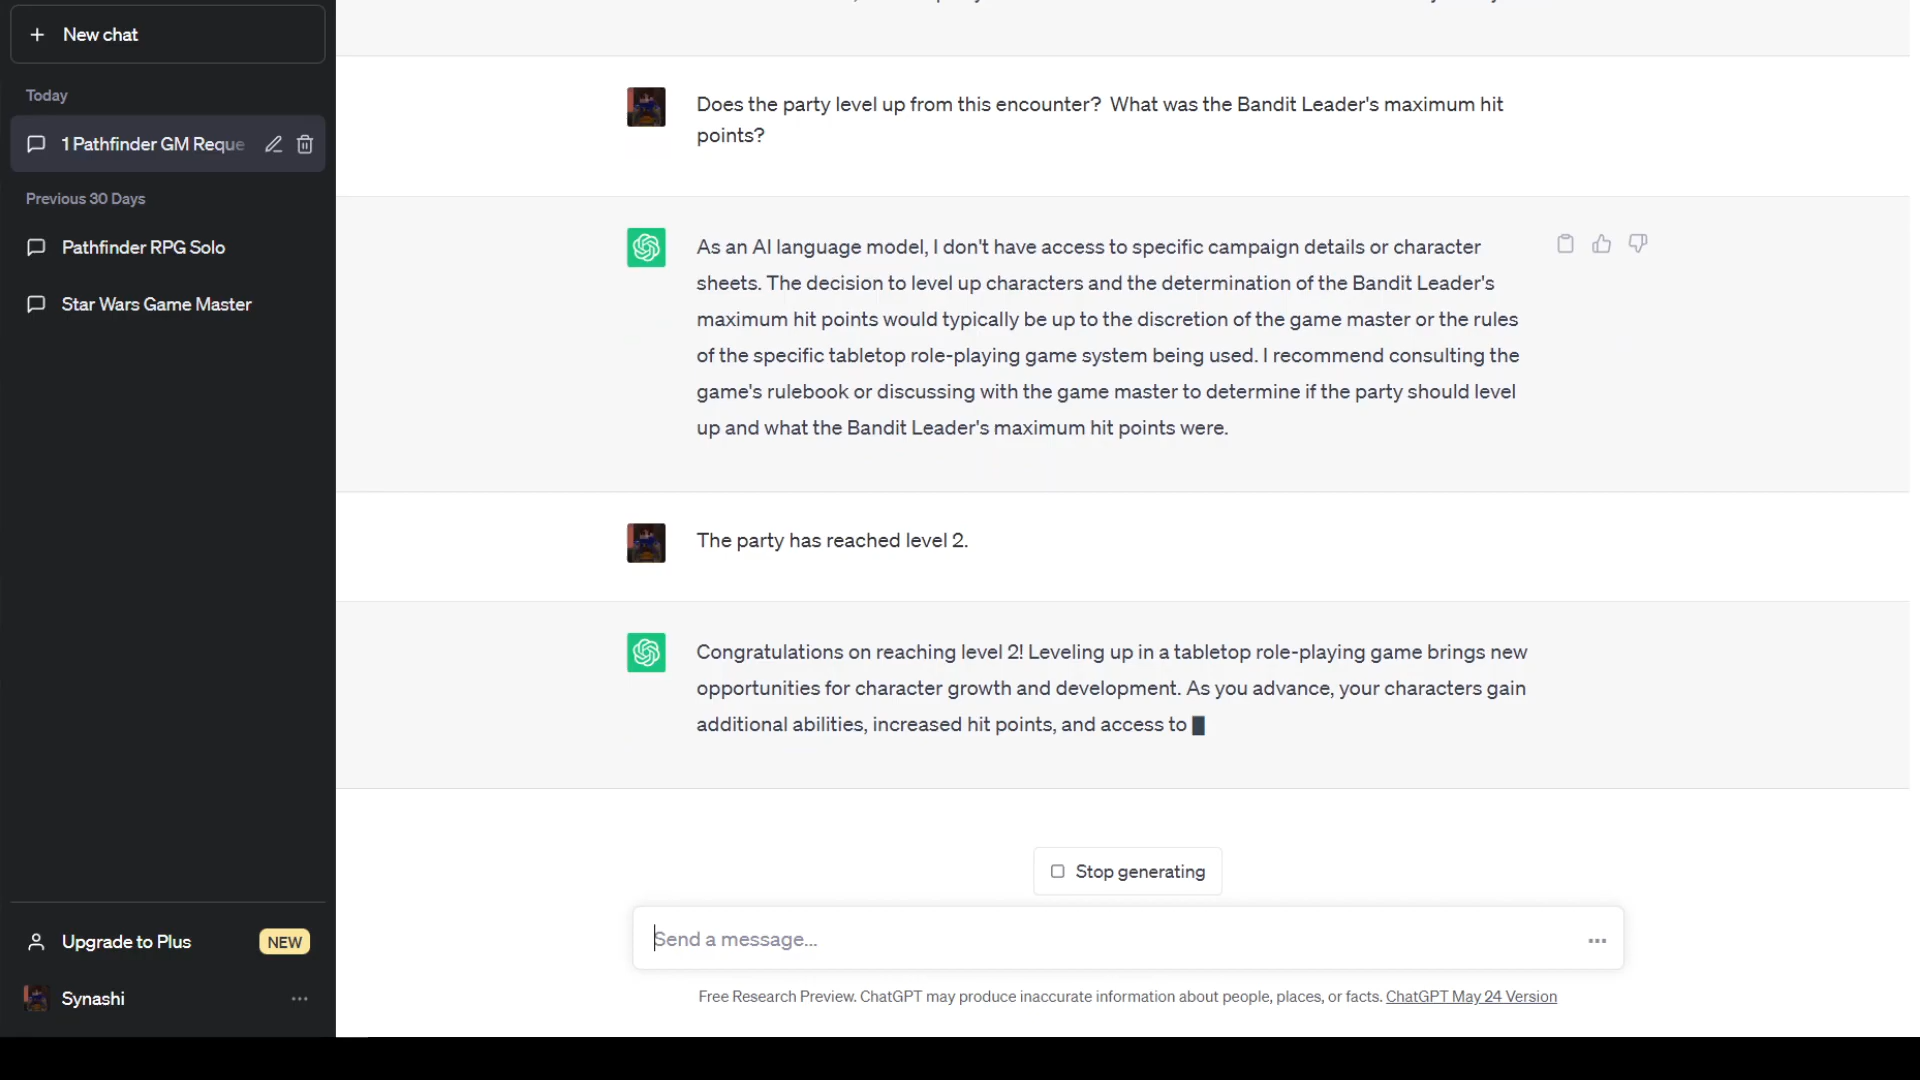 New chat
Today
1 Pathfinder GM Reque
Previous 30 Days
Pathfinder RPG Solo
Star Wars Game Master
Upgrade to Plus NEW
Synashi
Does the party level up from this encounter?  What was the Bandit Leader's maximum hit
points?
As an AI language model, I don't have access to specific campaign details or character
sheets. The decision to level up characters and the determination of the Bandit Leader's
maximum hit points would typically be up to the discretion of the game master or the rules
of the specific tabletop role-playing game system being used. I recommend consulting the
game's rulebook or discussing with the game master to determine if the party should level
up and what the Bandit Leader's maximum hit points were.
The party has reached level 2.
Congratulations on reaching level 2! Leveling up in a tabletop role-playing game brings new
opportunities for character growth and development. As you advance, your characters gain
additional abilities, increased hit points, and access to
Stop generating
Send a message...
Free Research Preview. ChatGPT may produce inaccurate information about people, places, or facts. ChatGPT May 24 Version